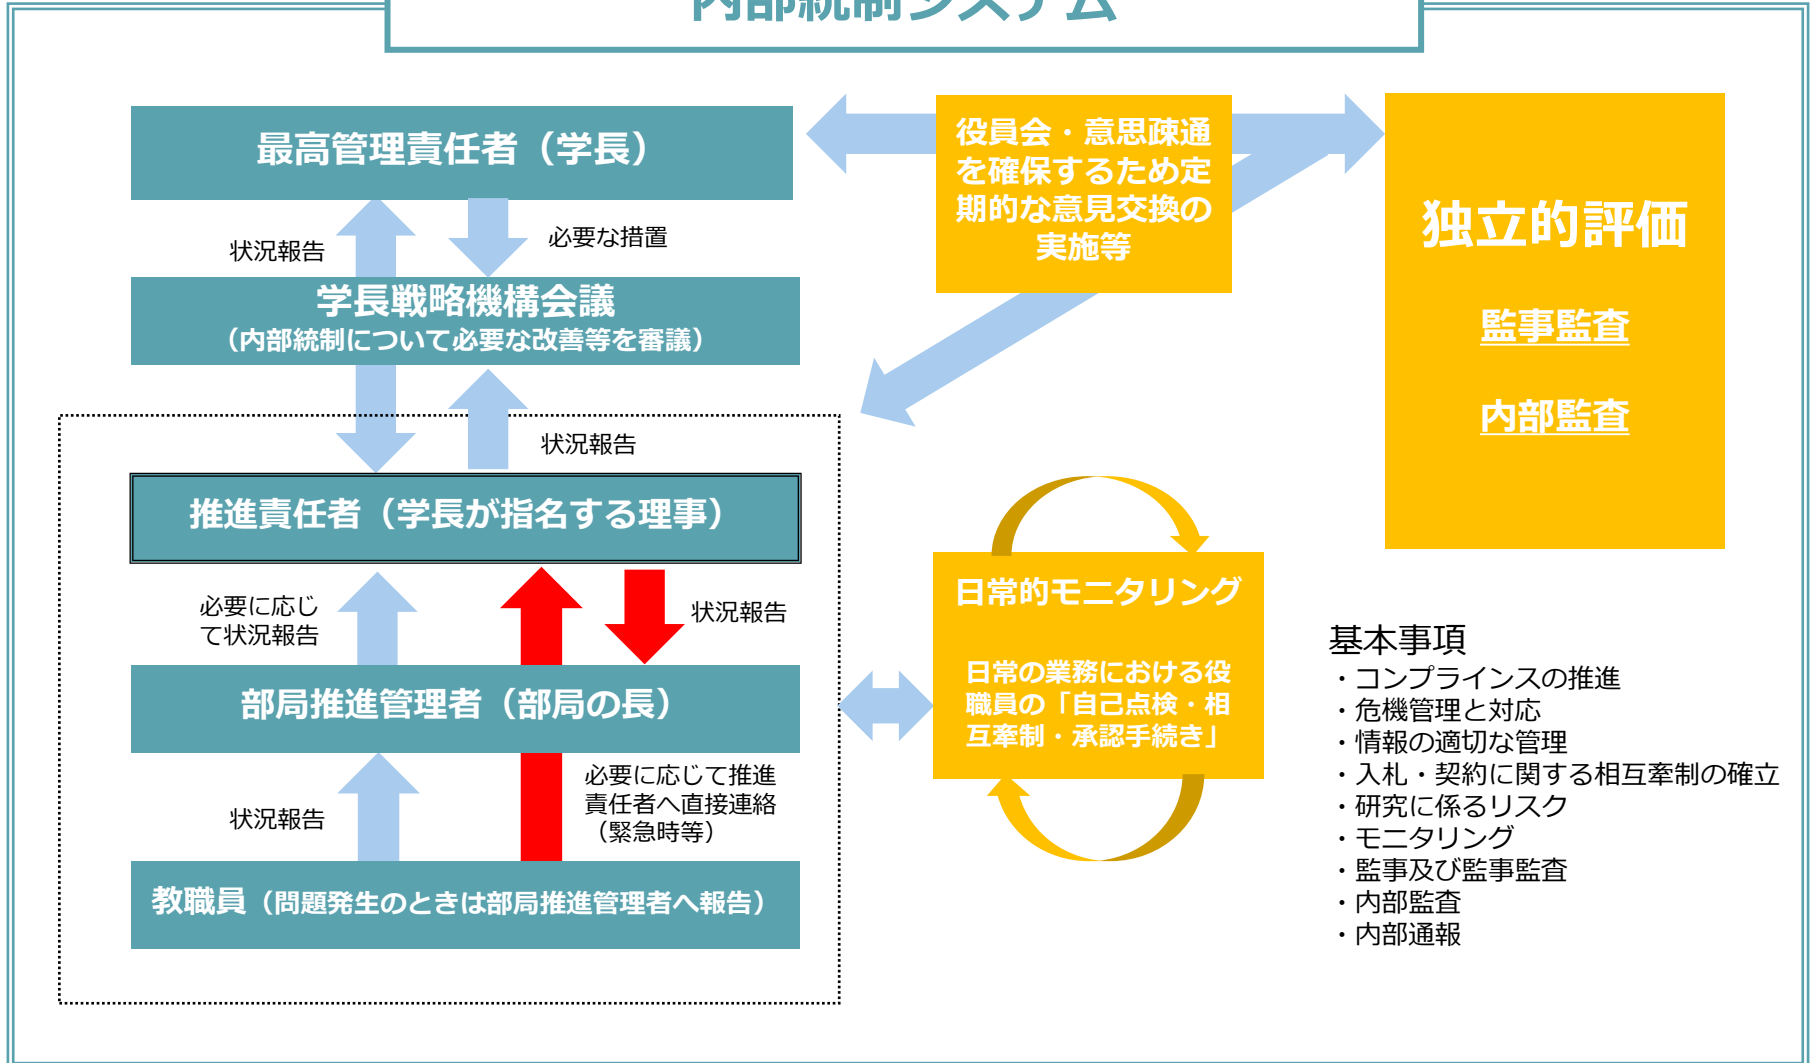 内部統制システム
最高管理責任者（学長）
役員会・意思疎通
を確保するため定
期的な意見交換の
実施等
独立的評価
監事監査
内部監査
状況報告
必要な措置
学長戦略機構会議
（内部統制について必要な改善等を審議）
状況報告
推進責任者（学長が指名する理事）
必要に応じ
て状況報告
状況報告
部局推進管理者（部局の長）
状況報告
必要に応じて推進
責任者へ直接連絡
（緊急時等）
教職員（問題発生のときは部局推進管理者へ報告）
日常的モニタリング
日常の業務における役
職員の「自己点検・相
互牽制・承認手続き」
基本事項
・コンプラインスの推進
・危機管理と対応
・情報の適切な管理
・入札・契約に関する相互牽制の確立
・研究に係るリスク
・モニタリング
・監事及び監事監査
・内部監査
・内部通報